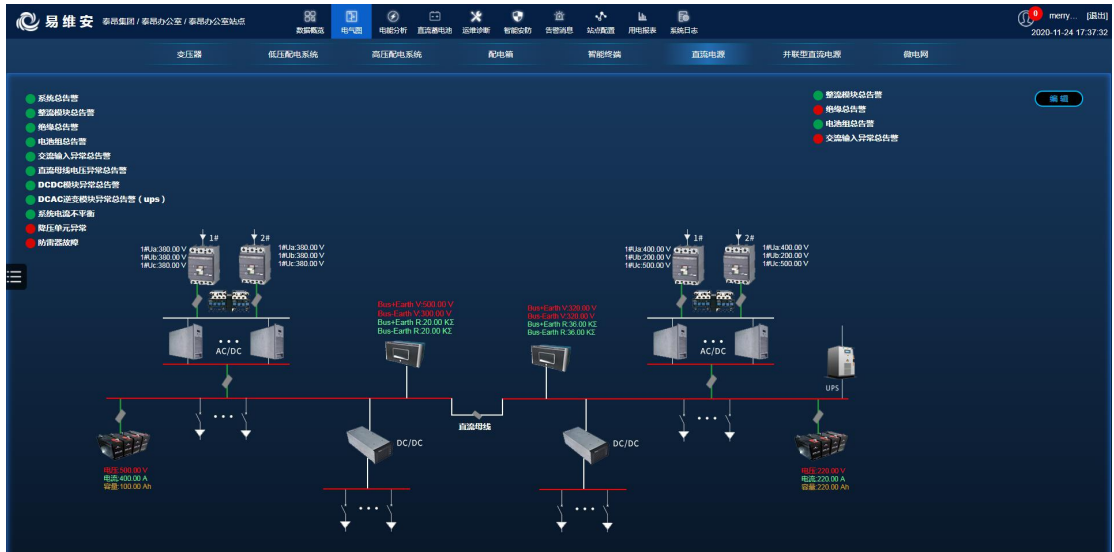 易维安 泰昂集团 / 泰昂办公室 / 泰昂办公室站点
数据概览 电气图 电能分析 直流蓄电池 运维诊断 智能安防 告警消息 站点配置 用电报表 系统日志
0 merry... [退出]
2020-11-24 17:37:32
变压器 低压配电系统 高压配电系统 配电箱 智能终端 直流电源 并联型直流电源 微电网
编辑
系统总告警
整流模块总告警
绝缘总告警
电池组总告警
交流输入异常总告警
直流母线电压异常总告警
DCDC模块异常总告警
DCAC逆变模块异常总告警（ups）
系统电流不平衡
降压单元异常
防雷器故障
整流模块总告警
绝缘总告警
电池组总告警
交流输入异常总告警
1# 2#
1#Ua:380.00 V
1#Ub:380.00 V
1#Uc:380.00 V
1#Ua:380.00 V
1#Ub:380.00 V
1#Uc:380.00 V
AC/DC
Bus+Earth V:500.00 V
Bus-Earth V:300.00 V
Bus+Earth R:20.00 KΣ
Bus-Earth R:20.00 KΣ
Bus+Earth V:320.00 V
Bus-Earth V:320.00 V
Bus+Earth R:36.00 KΣ
Bus-Earth R:36.00 KΣ
1# 2#
1#Ua:400.00 V
1#Ub:200.00 V
1#Uc:500.00 V
1#Ua:400.00 V
1#Ub:200.00 V
1#Uc:500.00 V
AC/DC
UPS
直流母线
DC/DC
DC/DC
电压:500.00 V
电流:400.00 A
容量:100.00 Ah
电压:220.00 V
电流:220.00 A
容量:220.00 Ah